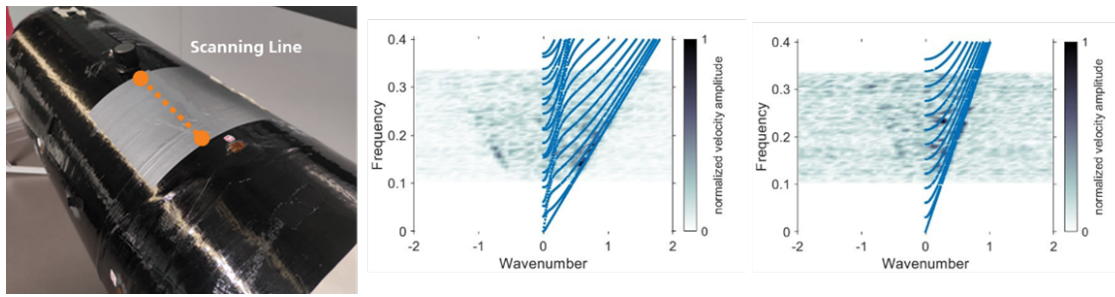 Scanning Line
0.4
0.3
0.2
0.1
0
Frequency
-2 -1 0 1 2
Wavenumber
1
0
normalized velocity amplitude
0.4
0.3
0.2
0.1
0
Frequency
-2 -1 0 1 2
Wavenumber
1
0
normalized velocity amplitude